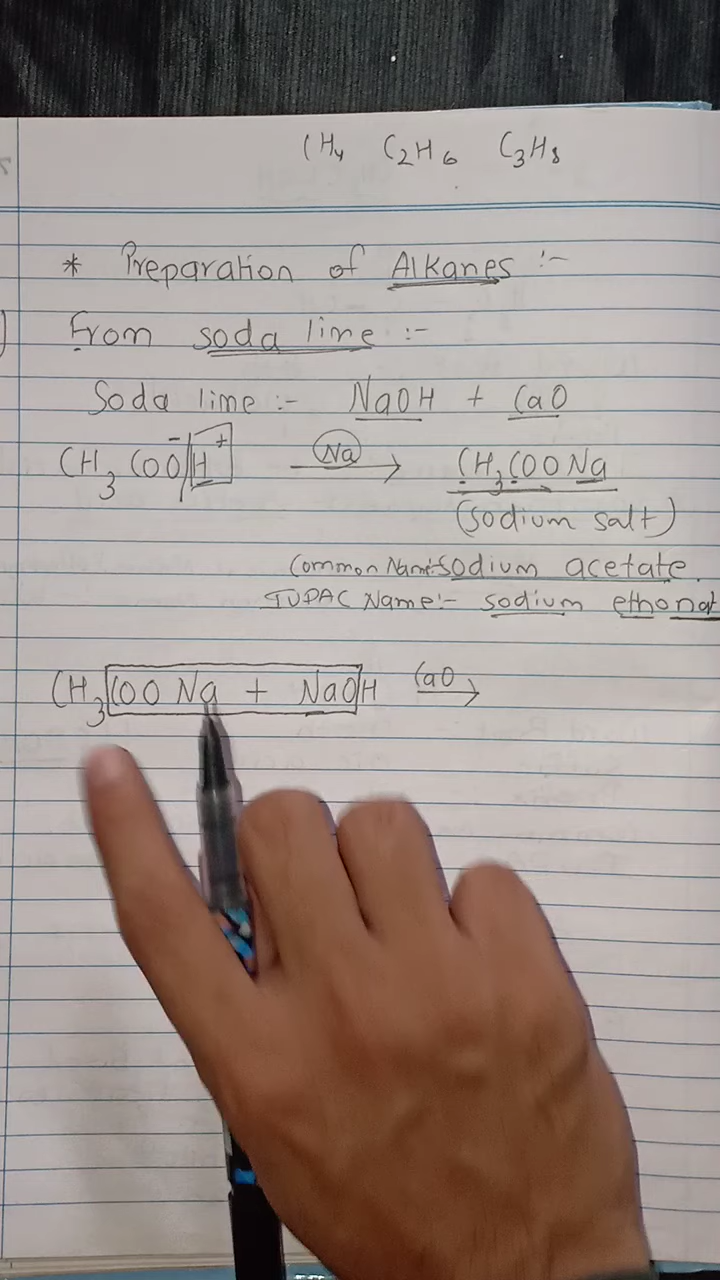 CH4 C2H6 C3H8
* Preparation of Alkanes :-
From soda lime :-
Soda lime :- NaOH + CaO
CH3COO-|H+ Na→ CH3COONa
(sodium salt)
Common Name:- sodium acetate.
IUPAC Name:- sodium ethonat
CH3COONa + NaOH CaO→